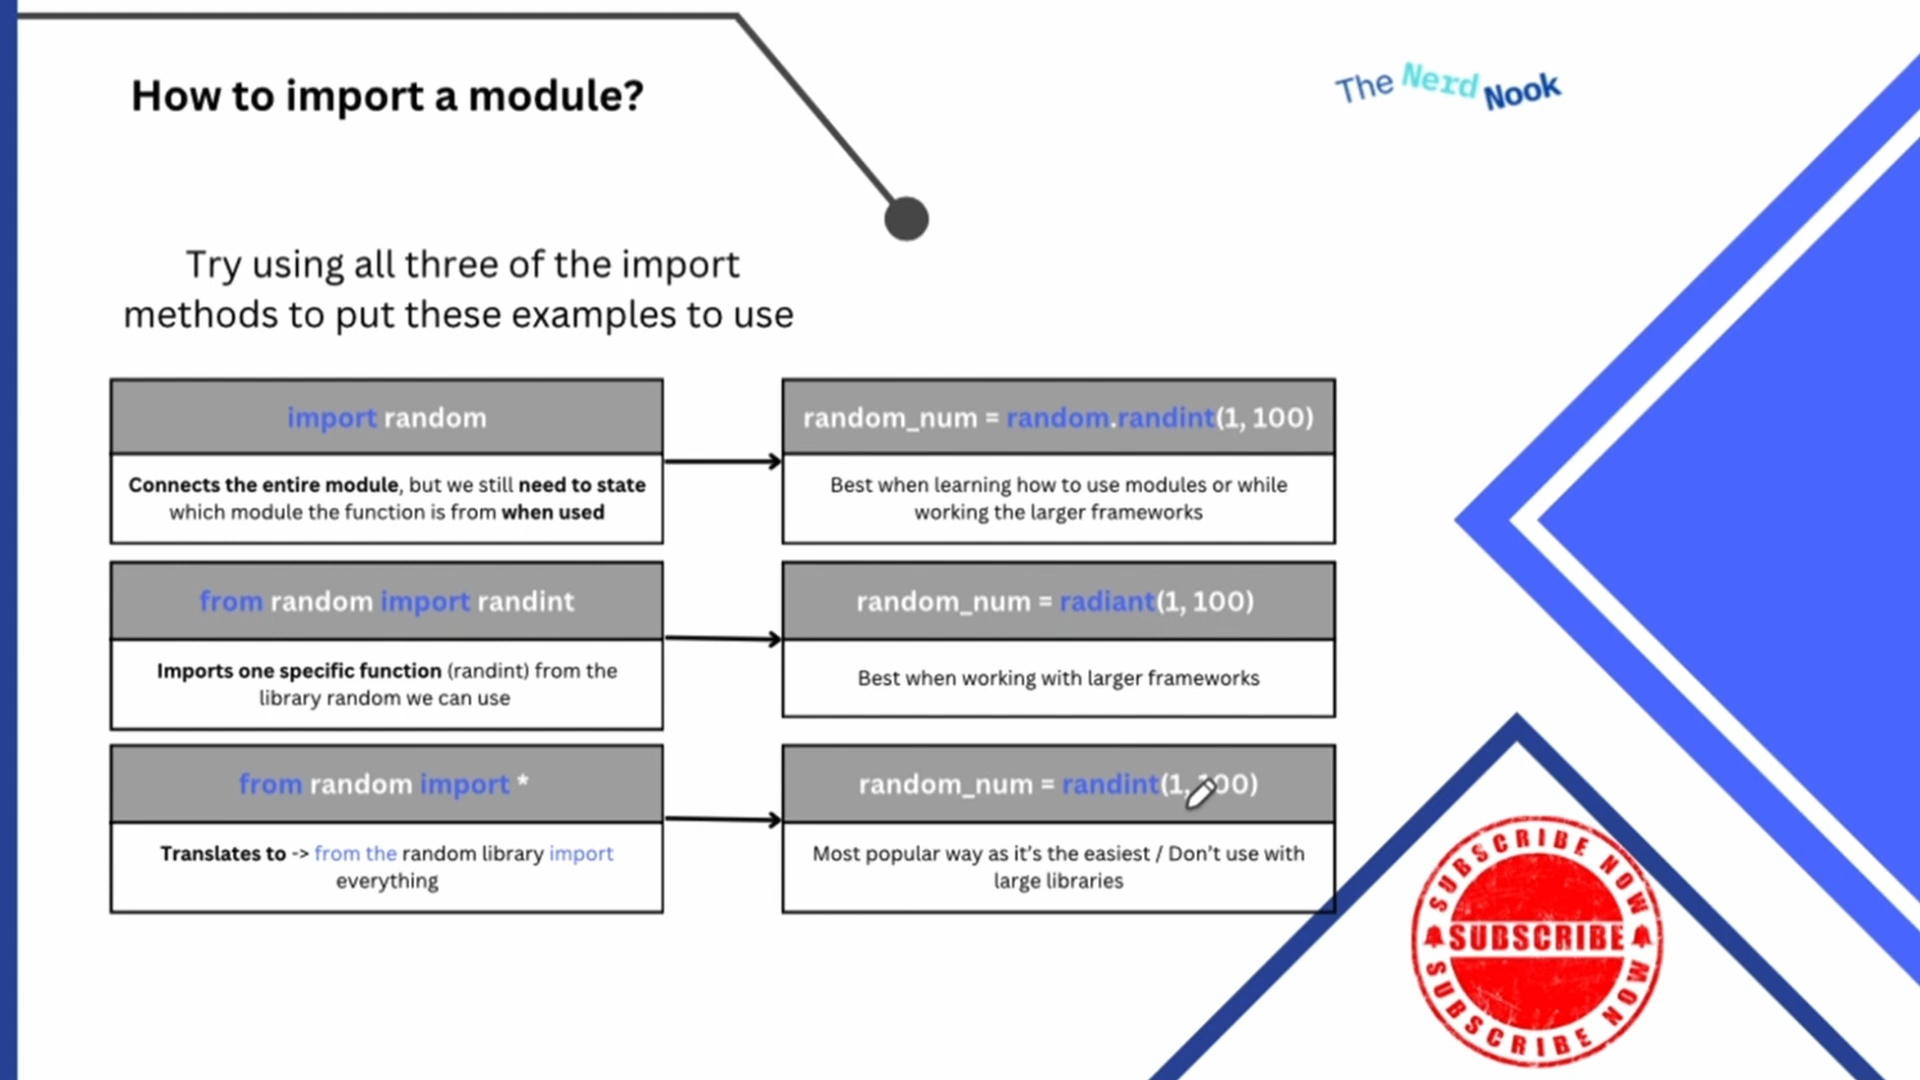 How to import a module?
The Nerd Nook
Try using all three of the import
methods to put these examples to use
import random
Connects the entire module, but we still need to state
which module the function is from when used
random_num = random.randint(1, 100)
Best when learning how to use modules or while
working the larger frameworks
from random import randint
Imports one specific function (randint) from the
library random we can use
random_num = radiant(1, 100)
Best when working with larger frameworks
from random import *
Translates to -> from the random library import
everything
random_num = randint(1, 100)
Most popular way as it's the easiest / Don't use with
large libraries
SUBSCRIBE NOW
SUBSCRIBE
SUBSCRIBE NOW